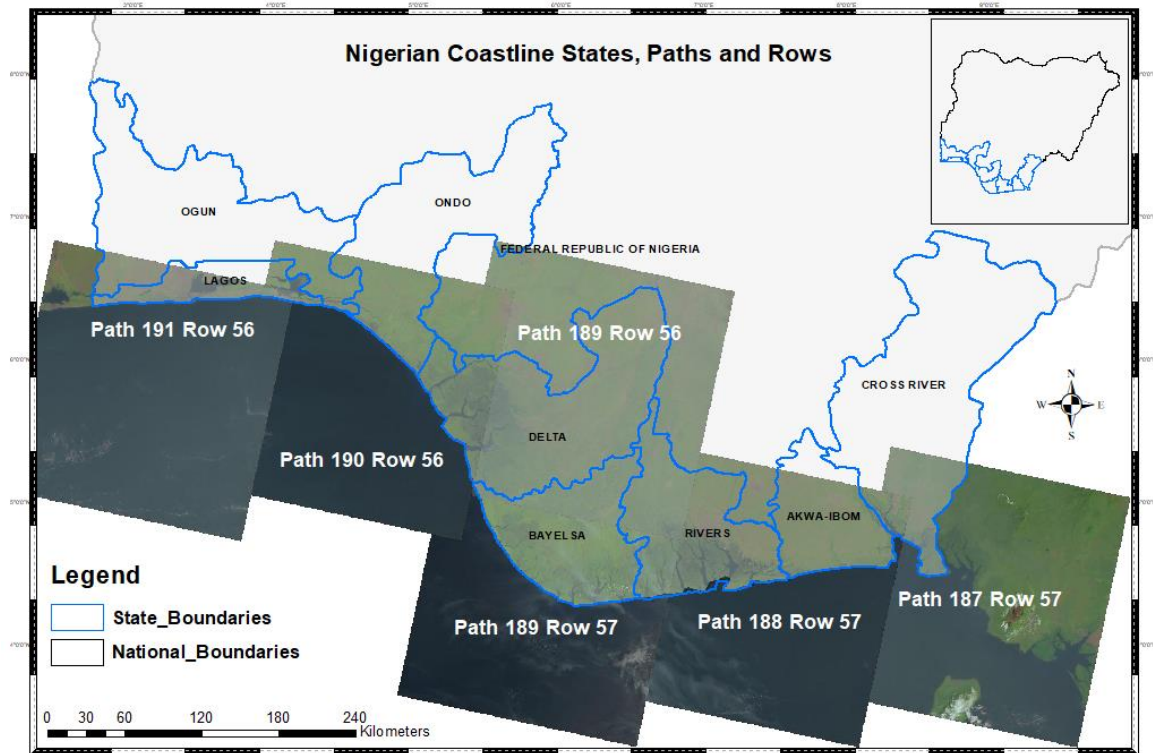 Nigerian Coastline States, Paths and Rows
OGUN
ONDO
FEDERAL REPUBLIC OF NIGERIA
LAGOS
Path 191 Row 56
Path 189 Row 56
CROSS RIVER
N
W E
S
DELTA
Path 190 Row 56
BAYELSA
RIVERS
AKWA-IBOM
Path 189 Row 57
Path 188 Row 57
Path 187 Row 57
Legend
State_Boundaries
National_Boundaries
0 30 60 120 180 240
Kilometers